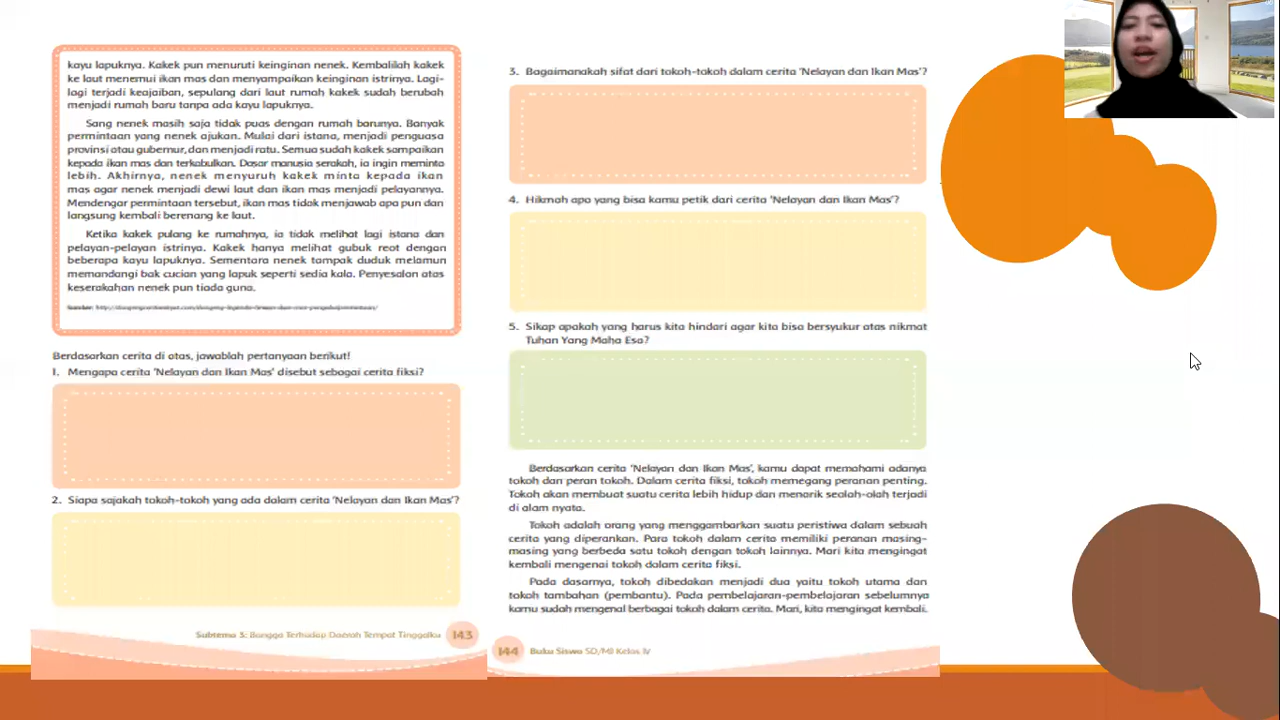 kayu lapuknya. Kakek pun menuruti keinginan nenek. Kembalilah kakek
ke laut menemui ikan mas dan menyampaikan keinginan istrinya. Lagi-
lagi terjadi keajaiban, sepulang dari laut rumah kakek sudah berubah
menjadi rumah baru tanpa ada kayu lapuknya.
Sang nenek masih saja tidak puas dengan rumah barunya. Banyak
permintaan yang nenek ajukan. Mulai dari istana, menjadi penguasa
provinsi atau gubernur, dan menjadi ratu. Semua sudah kakek sampaikan
kepada ikan mas dan terkabulkan. Dasar manusia serakah, ia ingin meminta
lebih. Akhirnya, nenek menyuruh kakek minta kepada ikan
mas agar nenek menjadi dewi laut dan ikan mas menjadi pelayannya.
Mendengar permintaan tersebut, ikan mas tidak menjawab apa pun dan
langsung kembali berenang ke laut.
Ketika kakek pulang ke rumahnya, ia tidak melihat lagi istana dan
pelayan-pelayan istrinya. Kakek hanya melihat gubuk reot dengan
beberapa kayu lapuknya. Sementara nenek tampak duduk melamun
memandangi bak cucian yang lapuk seperti sedia kala. Penyesalan atas
keserakahan nenek pun tiada guna.
Sumber:
Berdasarkan cerita di atas, jawablah pertanyaan berikut!
1. Mengapa cerita 'Nelayan dan Ikan Mas' disebut sebagai cerita fiksi?
2. Siapa sajakah tokoh-tokoh yang ada dalam cerita 'Nelayan dan Ikan Mas'?
Subtema 3: Bangga Terhadap Daerah Tempat Tinggalku 143
3. Bagaimanakah sifat dari tokoh-tokoh dalam cerita 'Nelayan dan Ikan Mas'?
4. Hikmah apa yang bisa kamu petik dari cerita 'Nelayan dan Ikan Mas'?
5. Sikap apakah yang harus kita hindari agar kita bisa bersyukur atas nikmat
Tuhan Yang Maha Esa?
Berdasarkan cerita 'Nelayan dan Ikan Mas', kamu dapat memahami adanya
tokoh dan peran tokoh. Dalam cerita fiksi, tokoh memegang peranan penting.
Tokoh akan membuat suatu cerita lebih hidup dan menarik seolah-olah terjadi
di alam nyata.
Tokoh adalah orang yang menggambarkan suatu peristiwa dalam sebuah
cerita yang diperankan. Para tokoh dalam cerita memiliki peranan masing-
masing yang berbeda satu tokoh dengan tokoh lainnya. Mari kita mengingat
kembali mengenai tokoh dalam cerita fiksi.
Pada dasarnya, tokoh dibedakan menjadi dua yaitu tokoh utama dan
tokoh tambahan (pembantu). Pada pembelajaran-pembelajaran sebelumnya
kamu sudah mengenal berbagai tokoh dalam cerita. Mari, kita mengingat kembali.
144 Buku Siswa SD/MI Kelas IV